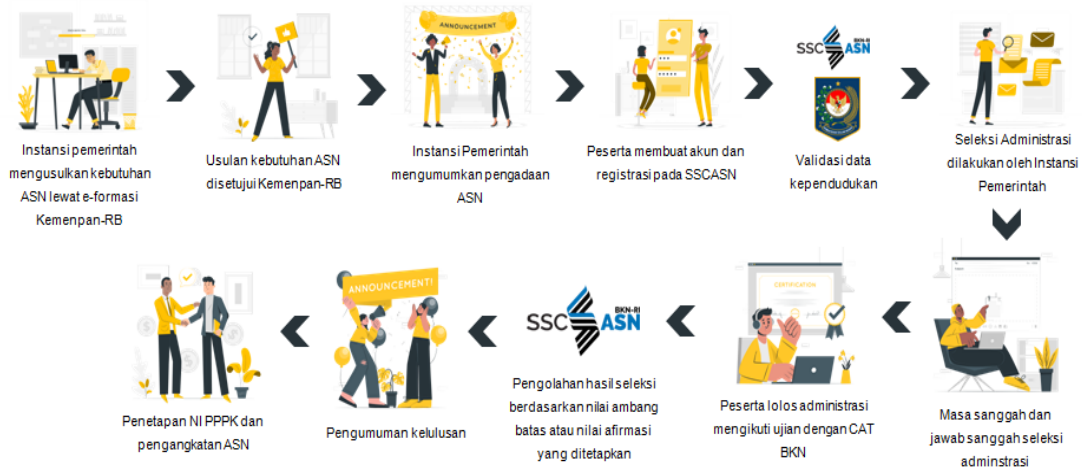 Instansi pemerintah
mengusulkan kebutuhan
ASN lewat e-formasi
Kemenpan-RB
Usulan kebutuhan ASN
disetujui Kemenpan-RB
ANNOUNCEMENT
Instansi Pemerintah
mengumumkan pengadaan
ASN
Peserta membuat akun dan
registrasi pada SSCASN
BKN-RI
SSC ASN
Validasi data
kependudukan
Seleksi Administrasi
dilakukan oleh Instansi
Pemerintah
Masa sanggah dan
jawab sanggah seleksi
adminstrasi
CERTIFICATION
Peserta lolos administrasi
mengikuti ujian dengan CAT
BKN
BKN-RI
SSC ASN
Pengolahan hasil seleksi
berdasarkan nilai ambang
batas atau nilai afirmasi
yang ditetapkan
ANNOUNCEMENT!
Pengumuman kelulusan
Penetapan NI PPPK dan
pengangkatan ASN